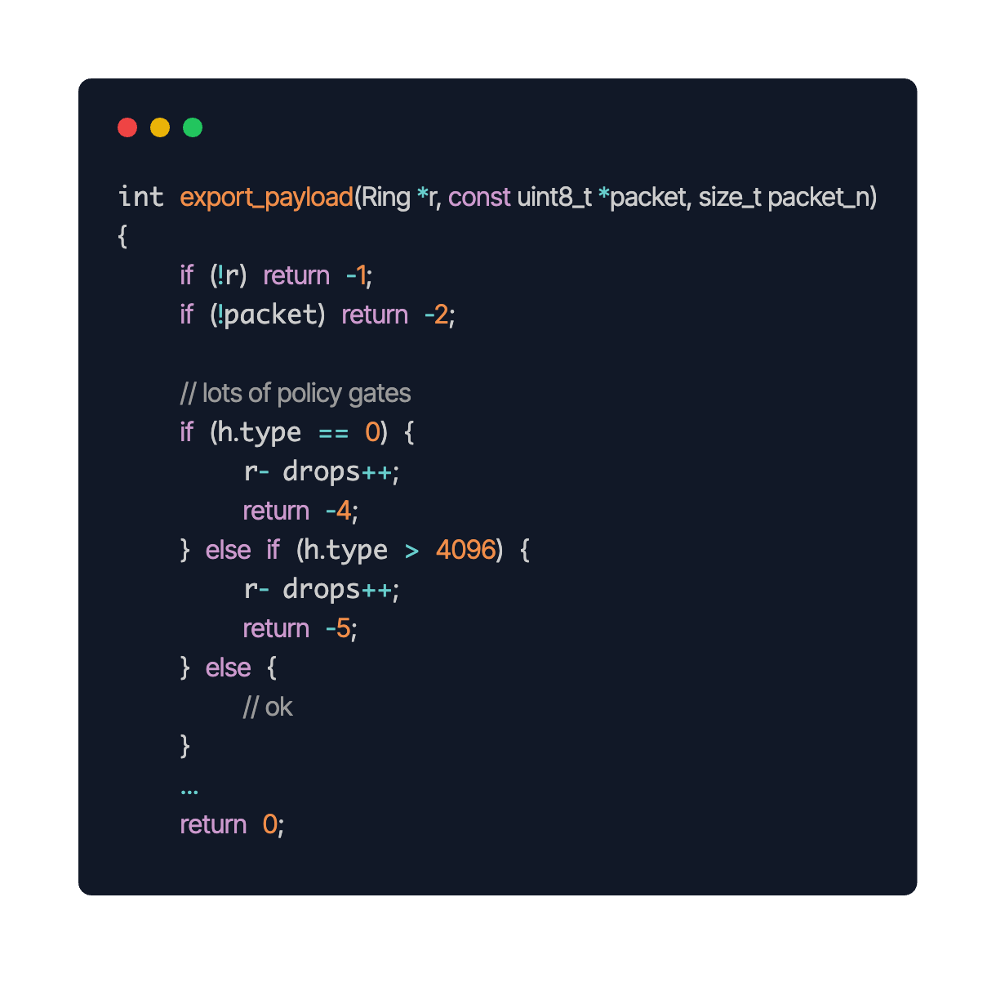 int export_payload(Ring *r, const uint8_t *packet, size_t packet_n)
{
if (!r) return -1;
if (!packet) return -2;
// lots of policy gates
if (h.type == 0) {
r- drops++;
return -4;
} else if (h.type > 4096) {
r- drops++;
return -5;
} else {
// ok
}
...
return 0;